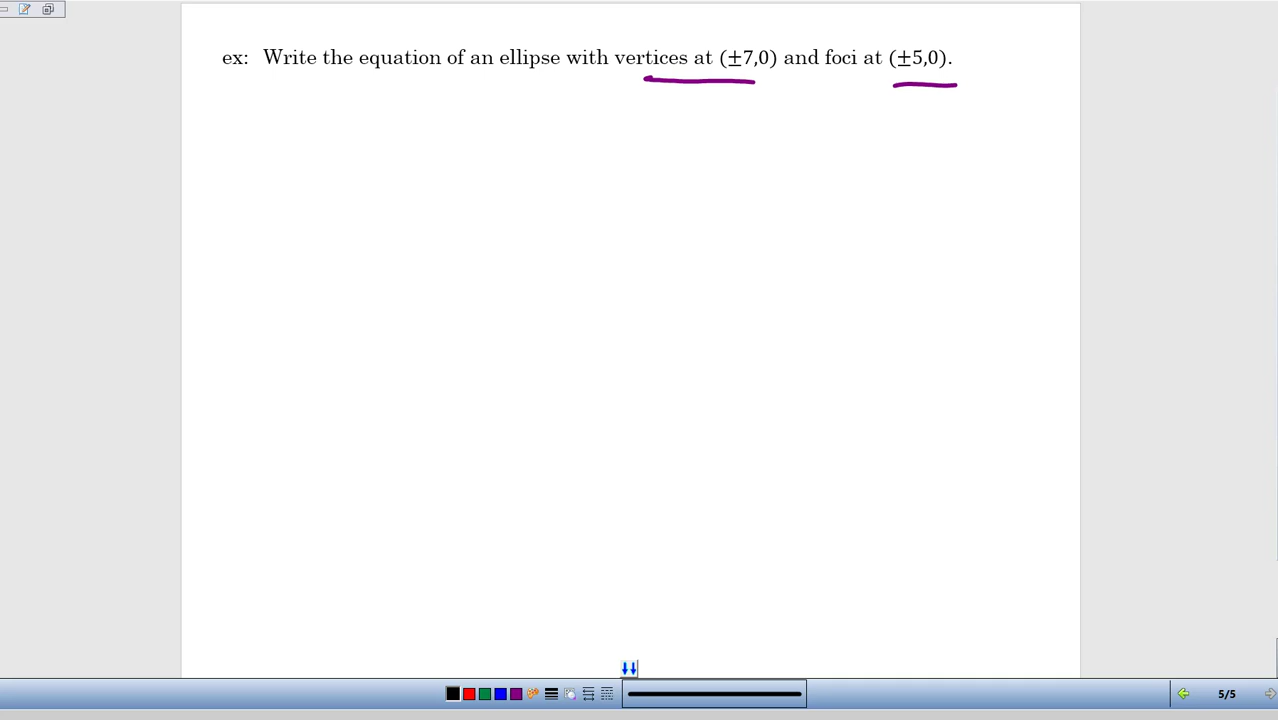 ex: Write the equation of an ellipse with vertices at (±7,0) and foci at (±5,0).
5/5